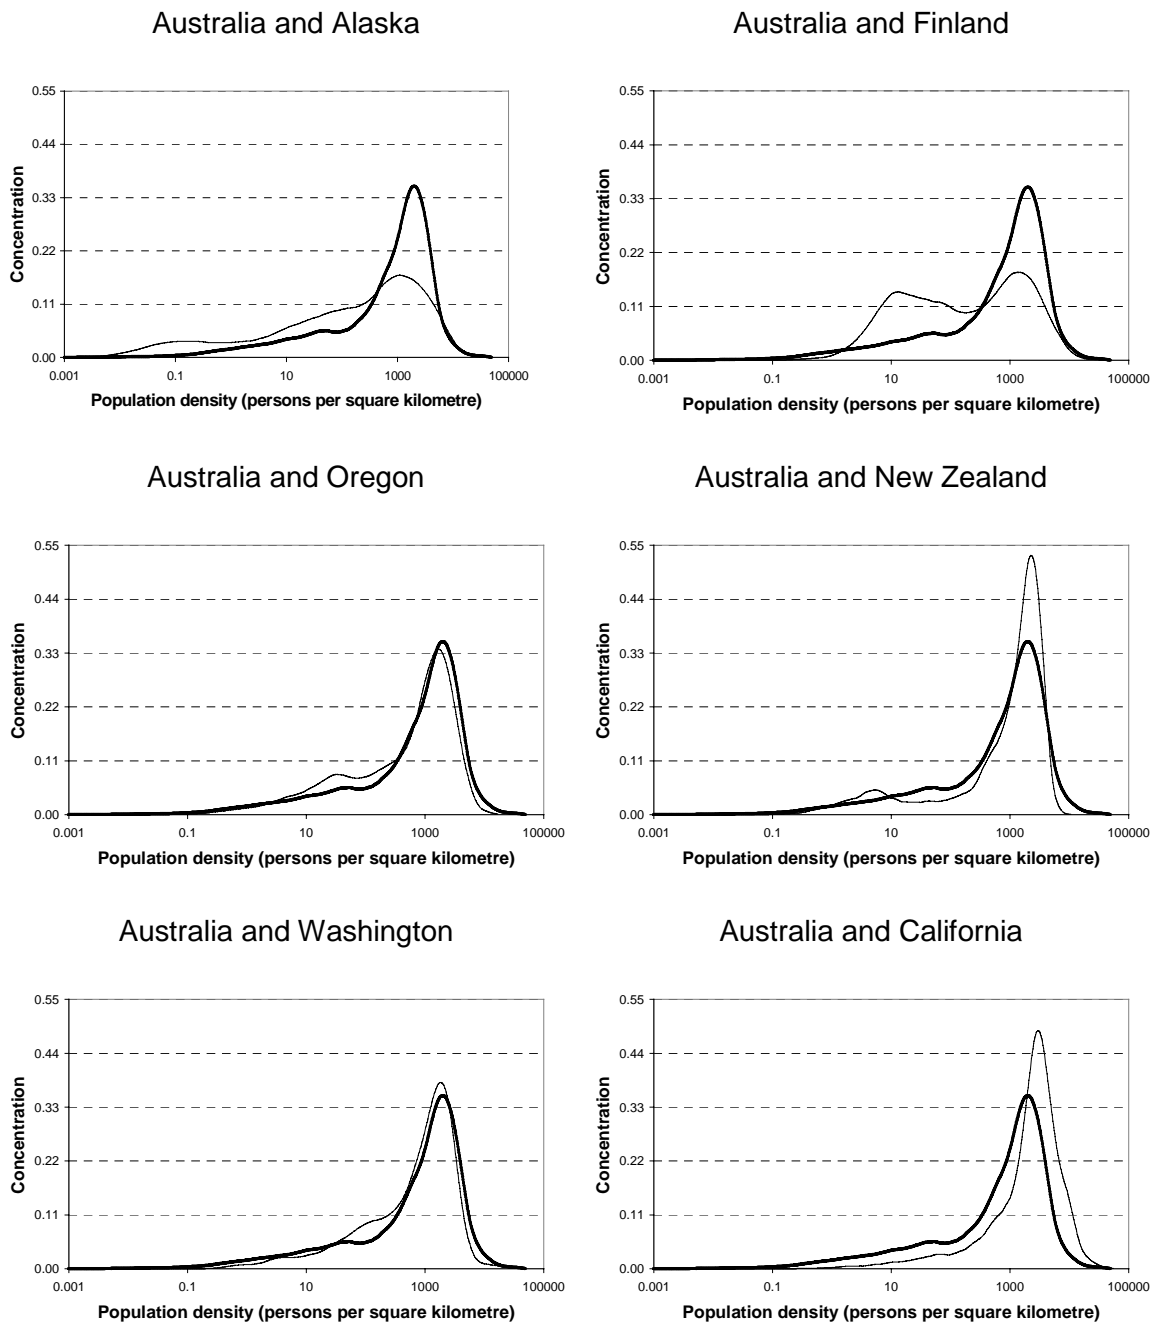 Australia and Alaska
0.55
0.44
0.33
0.22
0.11
0.00
Concentration
0.001 0.1 10 1000 100000
Population density (persons per square kilometre)
Australia and Finland
0.55
0.44
0.33
0.22
0.11
0.00
Concentration
0.001 0.1 10 1000 100000
Population density (persons per square kilometre)
Australia and Oregon
0.55
0.44
0.33
0.22
0.11
0.00
Concentration
0.001 0.1 10 1000 100000
Population density (persons per square kilometre)
Australia and New Zealand
0.55
0.44
0.33
0.22
0.11
0.00
Concentration
0.001 0.1 10 1000 100000
Population density (persons per square kilometre)
Australia and Washington
0.55
0.44
0.33
0.22
0.11
0.00
Concentration
0.001 0.1 10 1000 100000
Population density (persons per square kilometre)
Australia and California
0.55
0.44
0.33
0.22
0.11
0.00
Concentration
0.001 0.1 10 1000 100000
Population density (persons per square kilometre)